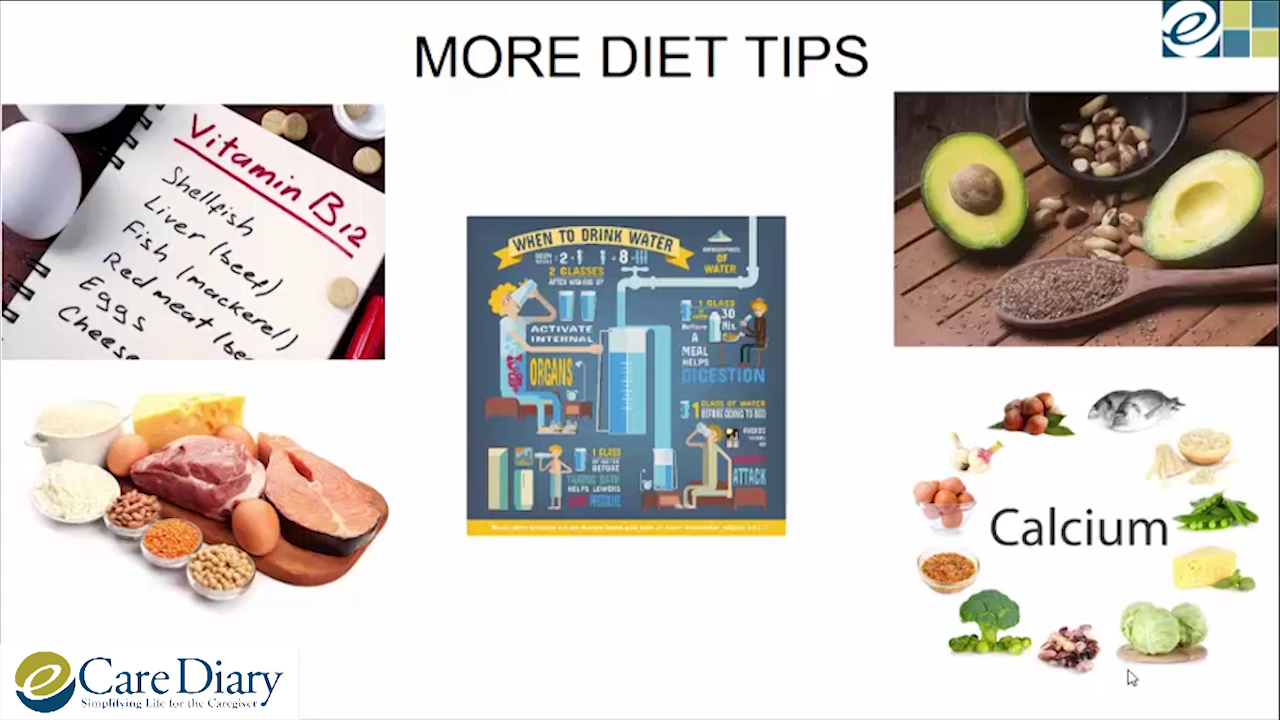 MORE DIET TIPS
Vitamin B12
Shellfish
Liver (beef)
Fish (mackerel)
Red meat (bee
Eggs
Cheese
WHEN TO DRINK WATER
2 GLASSES
AFTER WAKING UP
ACTIVATE
INTERNAL
ORGANS
OF
WATER
1 GLASS
30
Before
A
MEAL
HELPS
DIGESTION
1 GLASS OF WATER
BEFORE GOING TO BED
ATTACK
1 GLASS
OF WATER
BEFORE
TAKING BATH
HELPS LOWERS
PRESSURE
Calcium
e Care Diary
Simplifying Life for the Caregiver